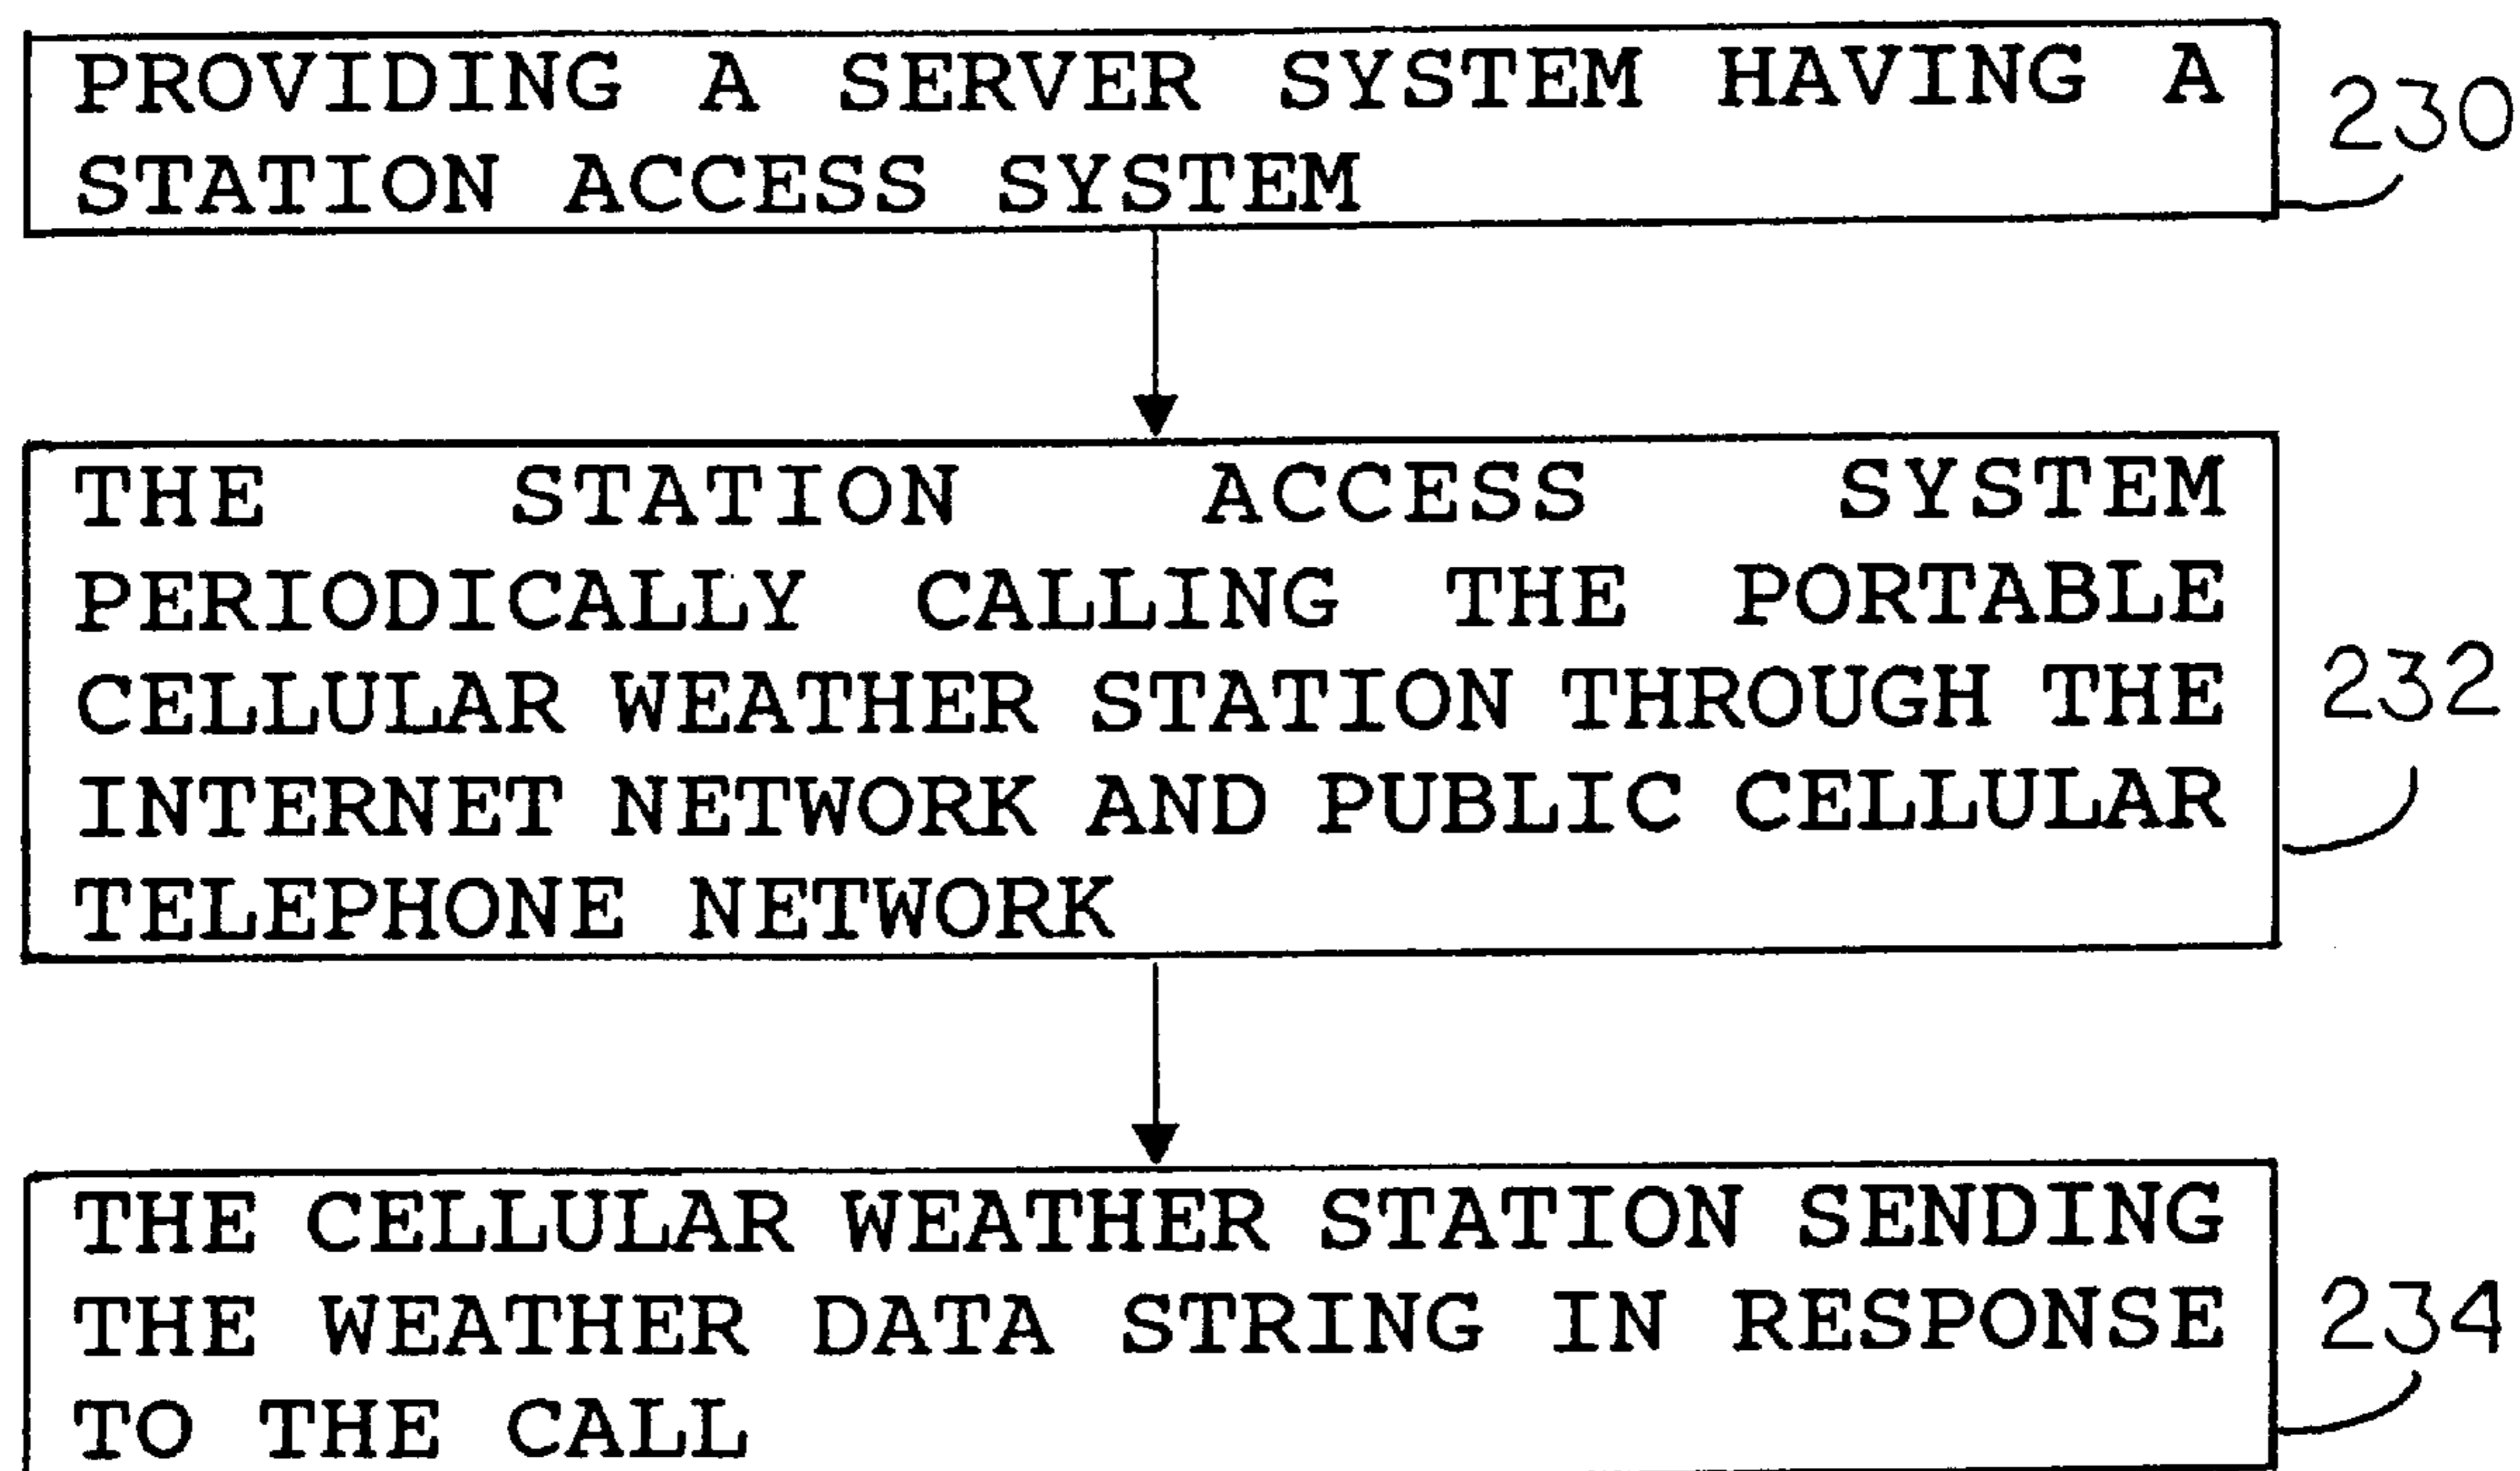 PROVIDING A SERVER SYSTEM HAVING A
STATION ACCESS SYSTEM
230
THE STATION ACCESS SYSTEM
PERIODICALLY CALLING THE PORTABLE
CELLULAR WEATHER STATION THROUGH THE
INTERNET NETWORK AND PUBLIC CELLULAR
TELEPHONE NETWORK
232
THE CELLULAR WEATHER STATION SENDING
THE WEATHER DATA STRING IN RESPONSE
TO THE CALL
234